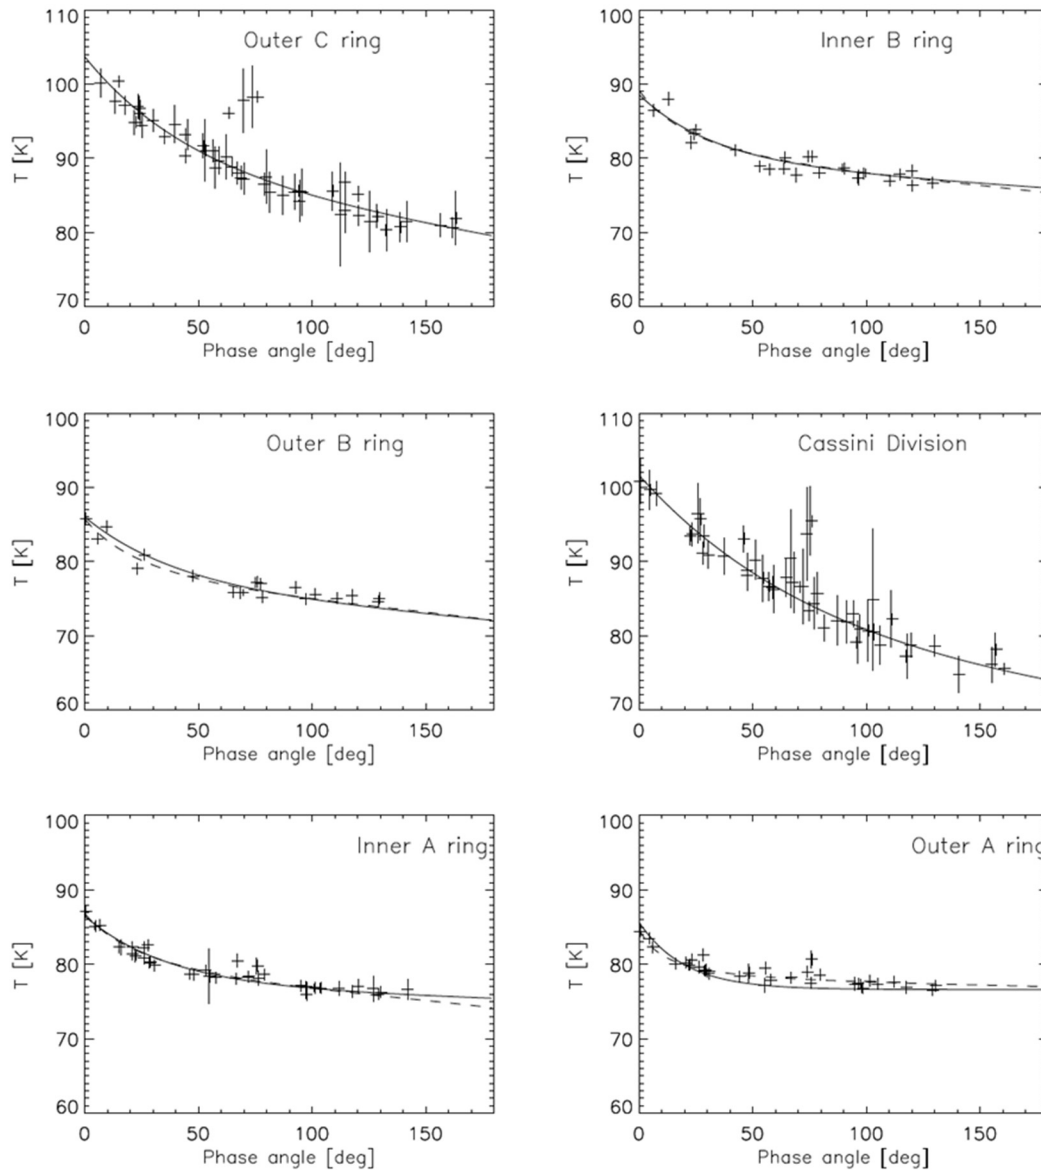 Outer C ring
110
100
90
80
70
T [K]
0 50 100 150
Phase angle [deg]
Inner B ring
100
90
80
70
60
T [K]
0 50 100 150
Phase angle [deg]
Outer B ring
100
90
80
70
60
T [K]
0 50 100 150
Phase angle [deg]
Cassini Division
110
100
90
80
70
T [K]
0 50 100 150
Phase angle [deg]
Inner A ring
100
90
80
70
60
T [K]
0 50 100 150
Phase angle [deg]
Outer A ring
100
90
80
70
60
T [K]
0 50 100 150
Phase angle [deg]